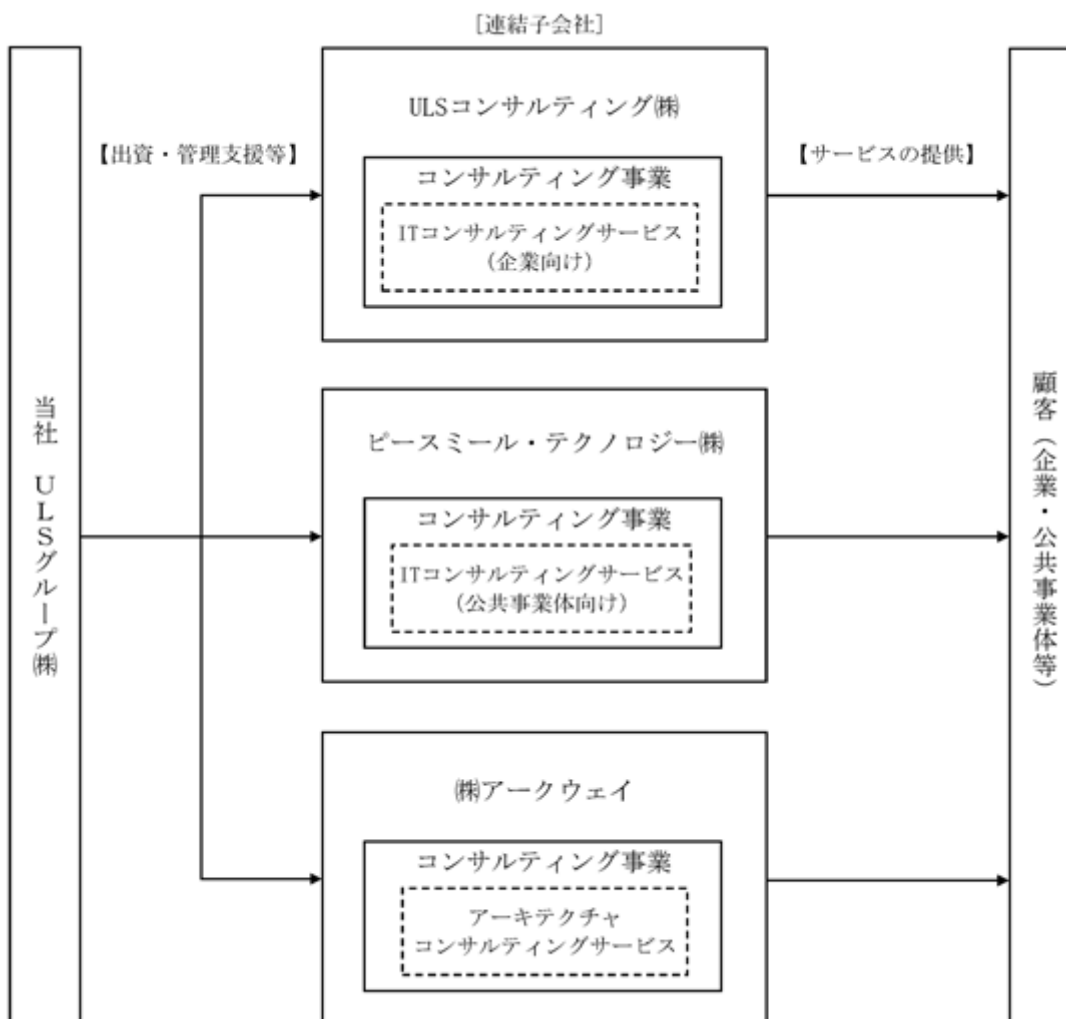 [連結子会社]
当社 ULSグループ㈱
【出資・管理支援等】
ULSコンサルティング㈱
コンサルティング事業
ITコンサルティングサービス
（企業向け）
ピースミール・テクノロジー㈱
コンサルティング事業
ITコンサルティングサービス
（公共事業体向け）
㈱アークウェイ
コンサルティング事業
アーキテクチャ
コンサルティングサービス
【サービスの提供】
顧客（企業・公共事業体等）